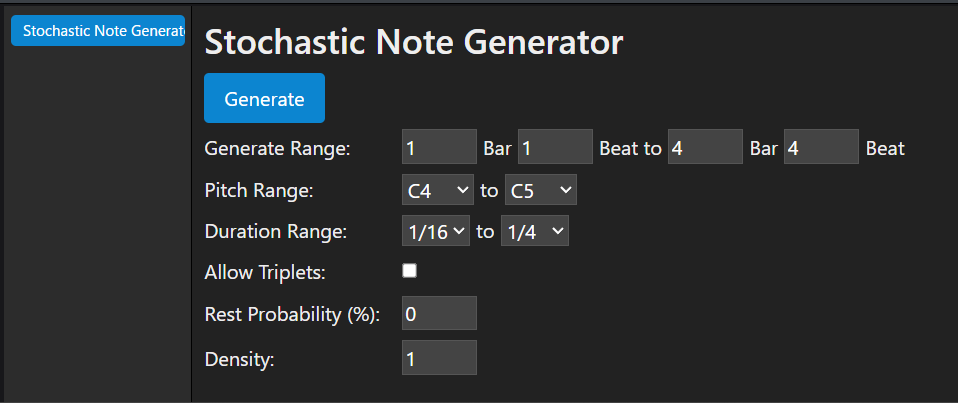 Stochastic Note Generat
Stochastic Note Generator
Generate
Generate Range: 1 Bar 1 Beat to 4 Bar 4 Beat
Pitch Range: C4 to C5
Duration Range: 1/16 to 1/4
Allow Triplets:
Rest Probability (%): 0
Density: 1